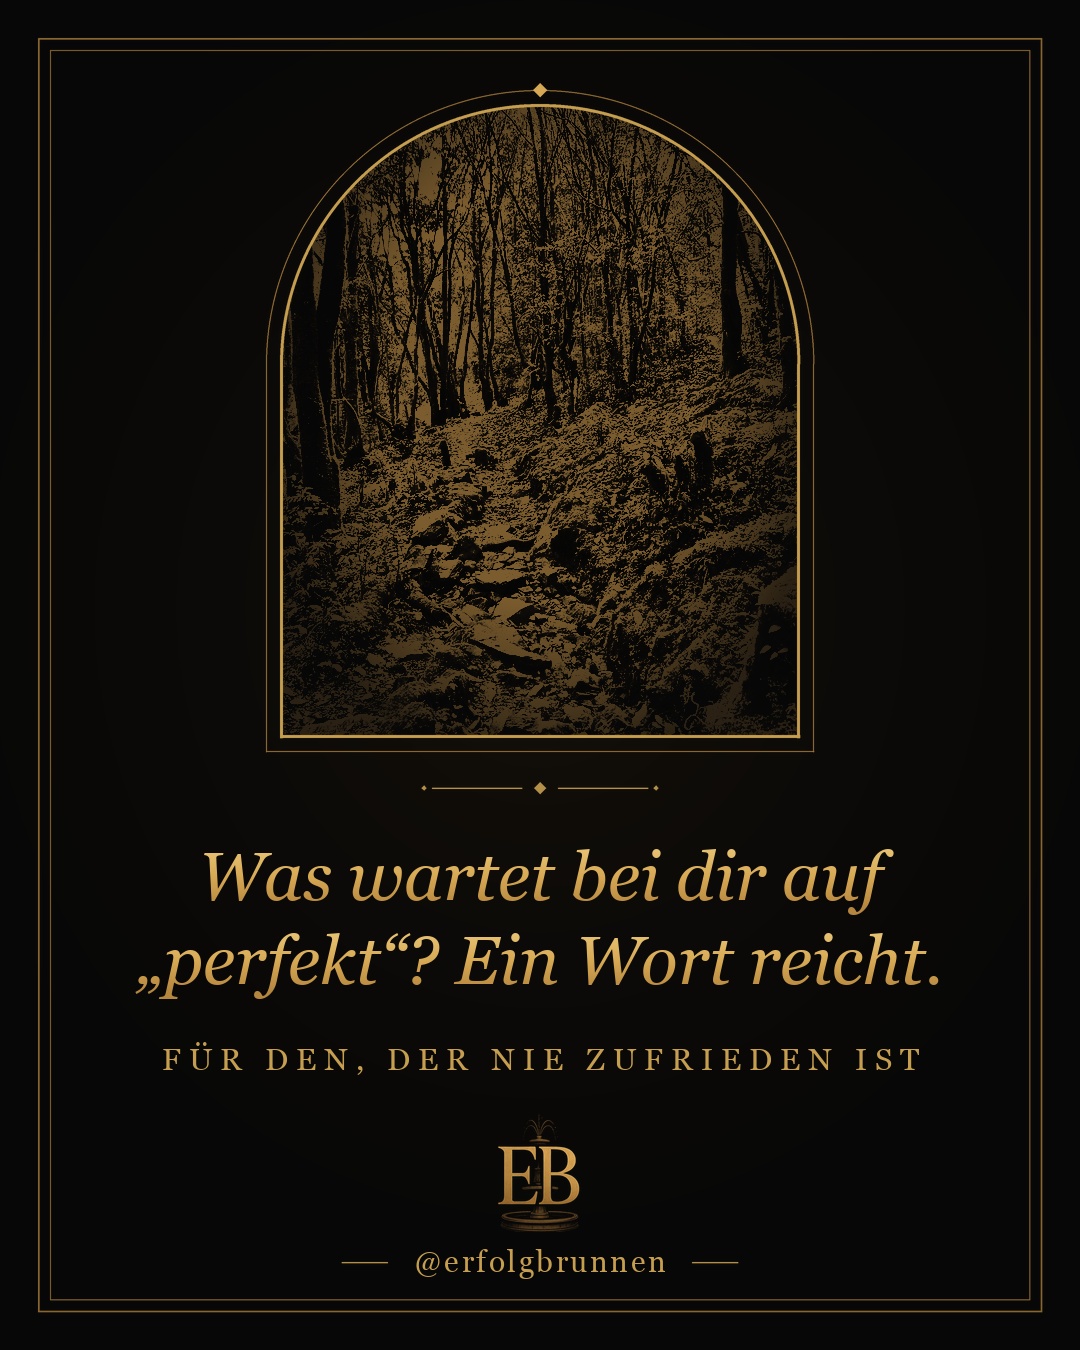 Was wartet bei dir auf
„perfekt“? Ein Wort reicht.
FÜR DEN, DER NIE ZUFRIEDEN IST
EB
@erfolgbrunnen